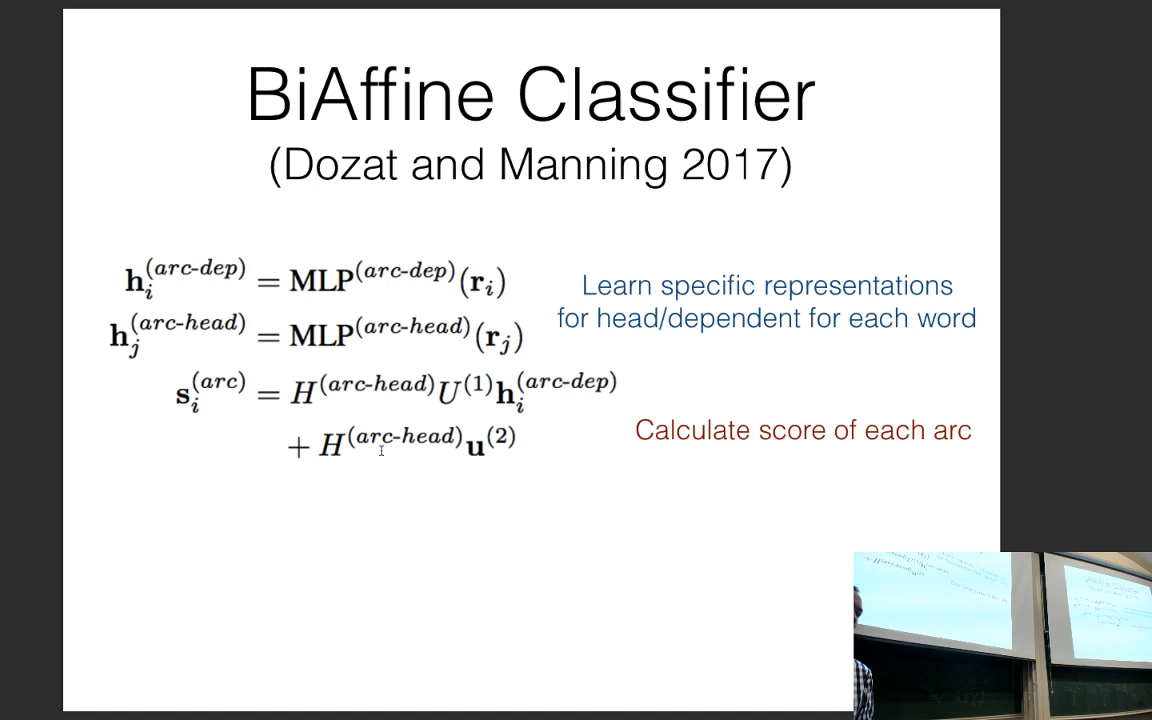 BiAffine Classifier
(Dozat and Manning 2017)
h_i^(arc-dep) = MLP^(arc-dep)(r_i)
h_j^(arc-head) = MLP^(arc-head)(r_j)
Learn specific representations
for head/dependent for each word
s_i^(arc) = H^(arc-head)U^(1)h_i^(arc-dep)
+ H^(arc-head)u^(2)
Calculate score of each arc